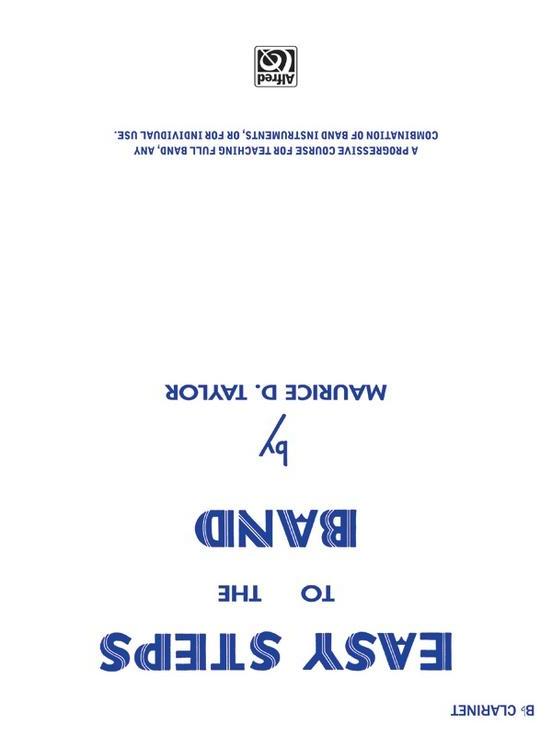 B♭ CLARINET
EASY STEPS
TO THE
BAND
by
MAURICE D. TAYLOR
A PROGRESSIVE COURSE FOR TEACHING FULL BAND, ANY
COMBINATION OF BAND INSTRUMENTS, OR FOR INDIVIDUAL USE.
Alfred